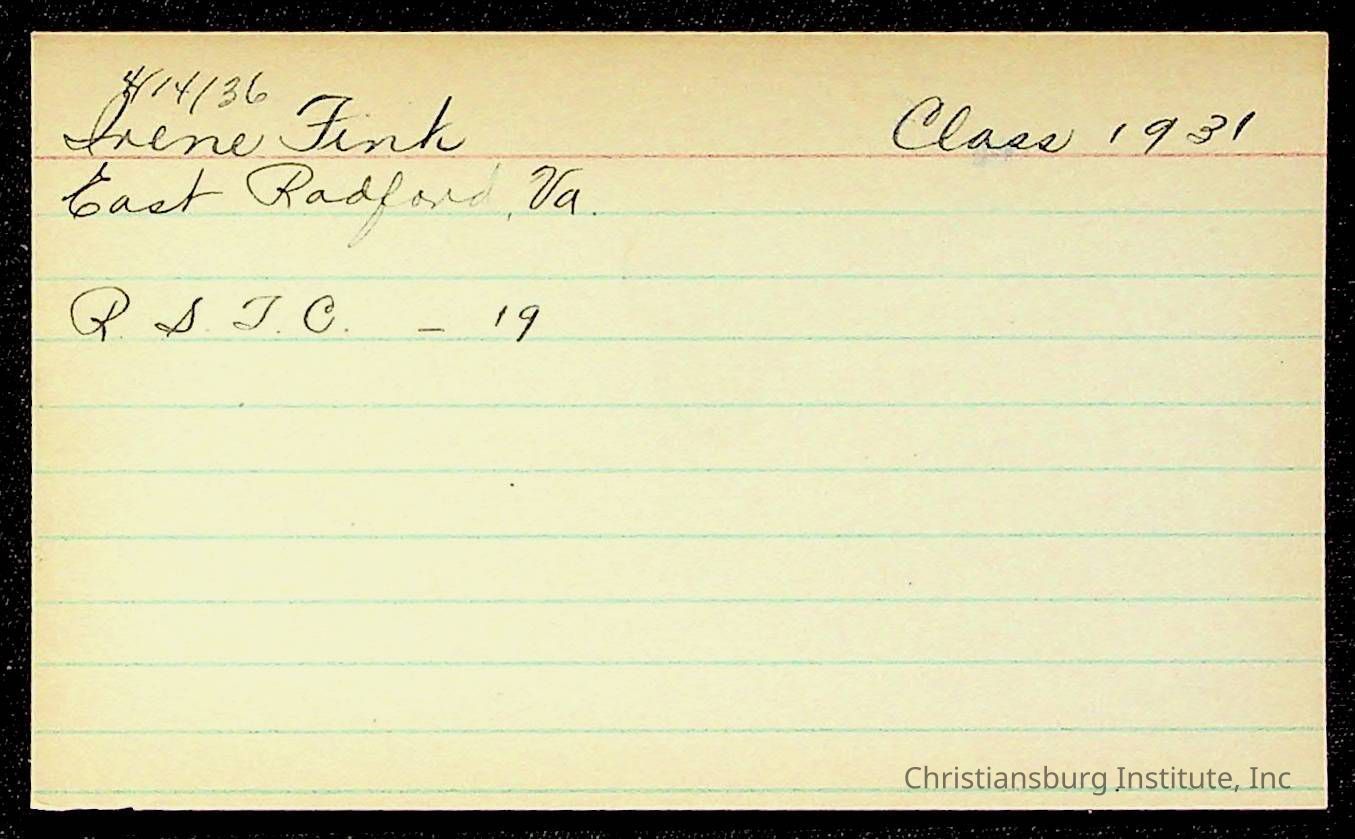 4/14/36
Irene Fink Class 1931
East Radford, Va.
R. S. T. C. - 19
Christiansburg Institute, Inc